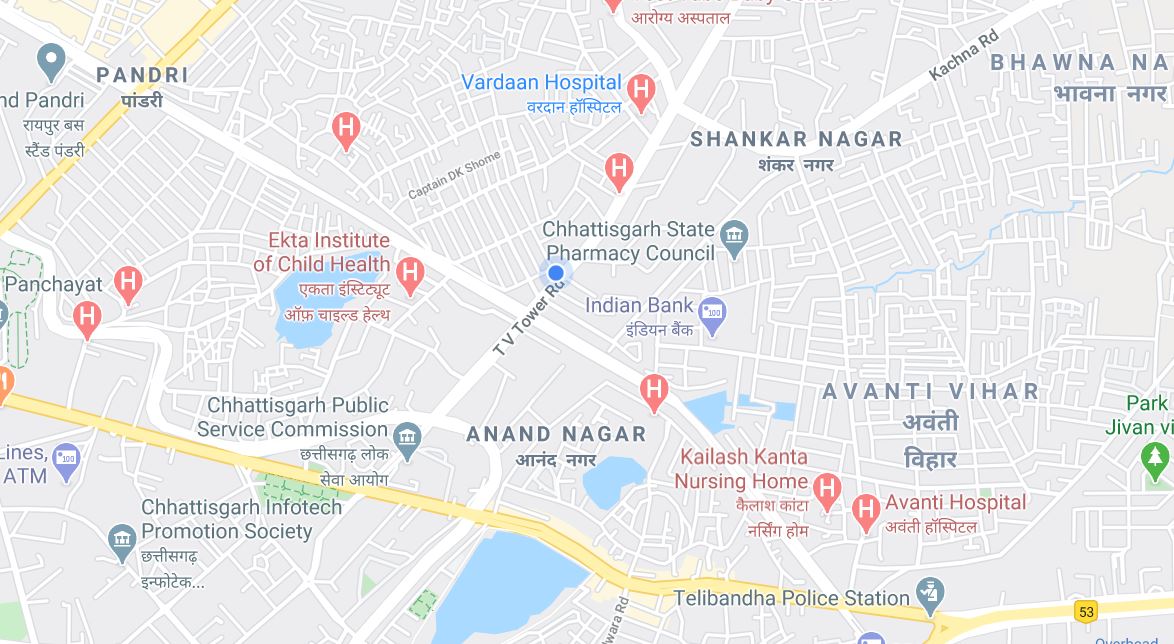 आरोग्य अस्पताल
Kachna Rd
PANDRI
पांडरी
BHAWNA NA
भावना नगर
Vardaan Hospital
वरदान हॉस्पिटल
nd Pandri
रायपुर बस
स्टैंड पंडरी
SHANKAR NAGAR
शंकर नगर
Captain DK Shome
Chhattisgarh State
Pharmacy Council
Ekta Institute
of Child Health
एकता इंस्टिट्यूट
ऑफ़ चाइल्ड हेल्थ
Panchayat
T V Tower Rd
Indian Bank
इंडियन बैंक
AVANTI VIHAR
अवंती
विहार
Park
Jivan vi
Chhattisgarh Public
Service Commission
छत्तीसगढ़ लोक
सेवा आयोग
ANAND NAGAR
आनंद नगर
Lines,
ATM
Kailash Kanta
Nursing Home
कैलाश कांटा
नर्सिंग होम
Avanti Hospital
अवंती हॉस्पिटल
Chhattisgarh Infotech
Promotion Society
छत्तीसगढ़
इन्फोटेक...
Telibandha Police Station
53
wara Rd
Overhead